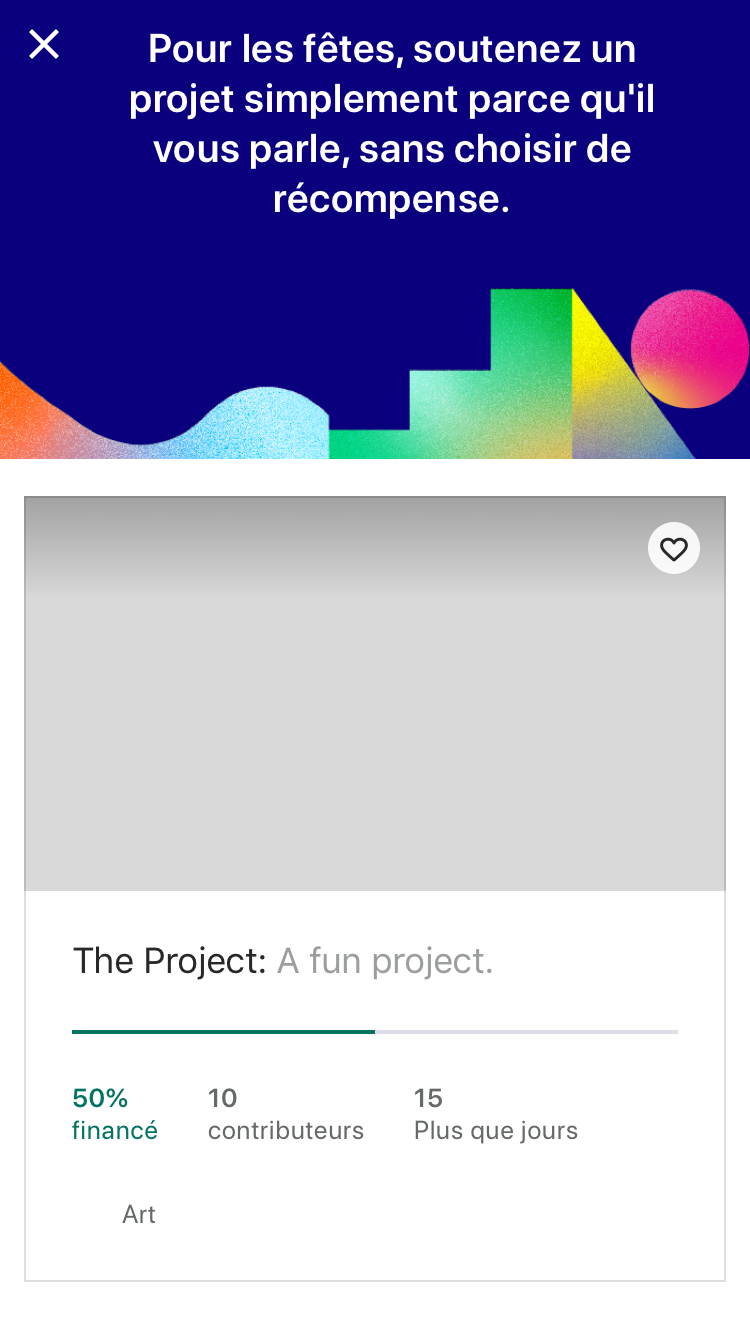 Pour les fêtes, soutenez un
projet simplement parce qu'il
vous parle, sans choisir de
récompense.
The Project: A fun project.
50%
financé
10
contributeurs
15
Plus que jours
Art